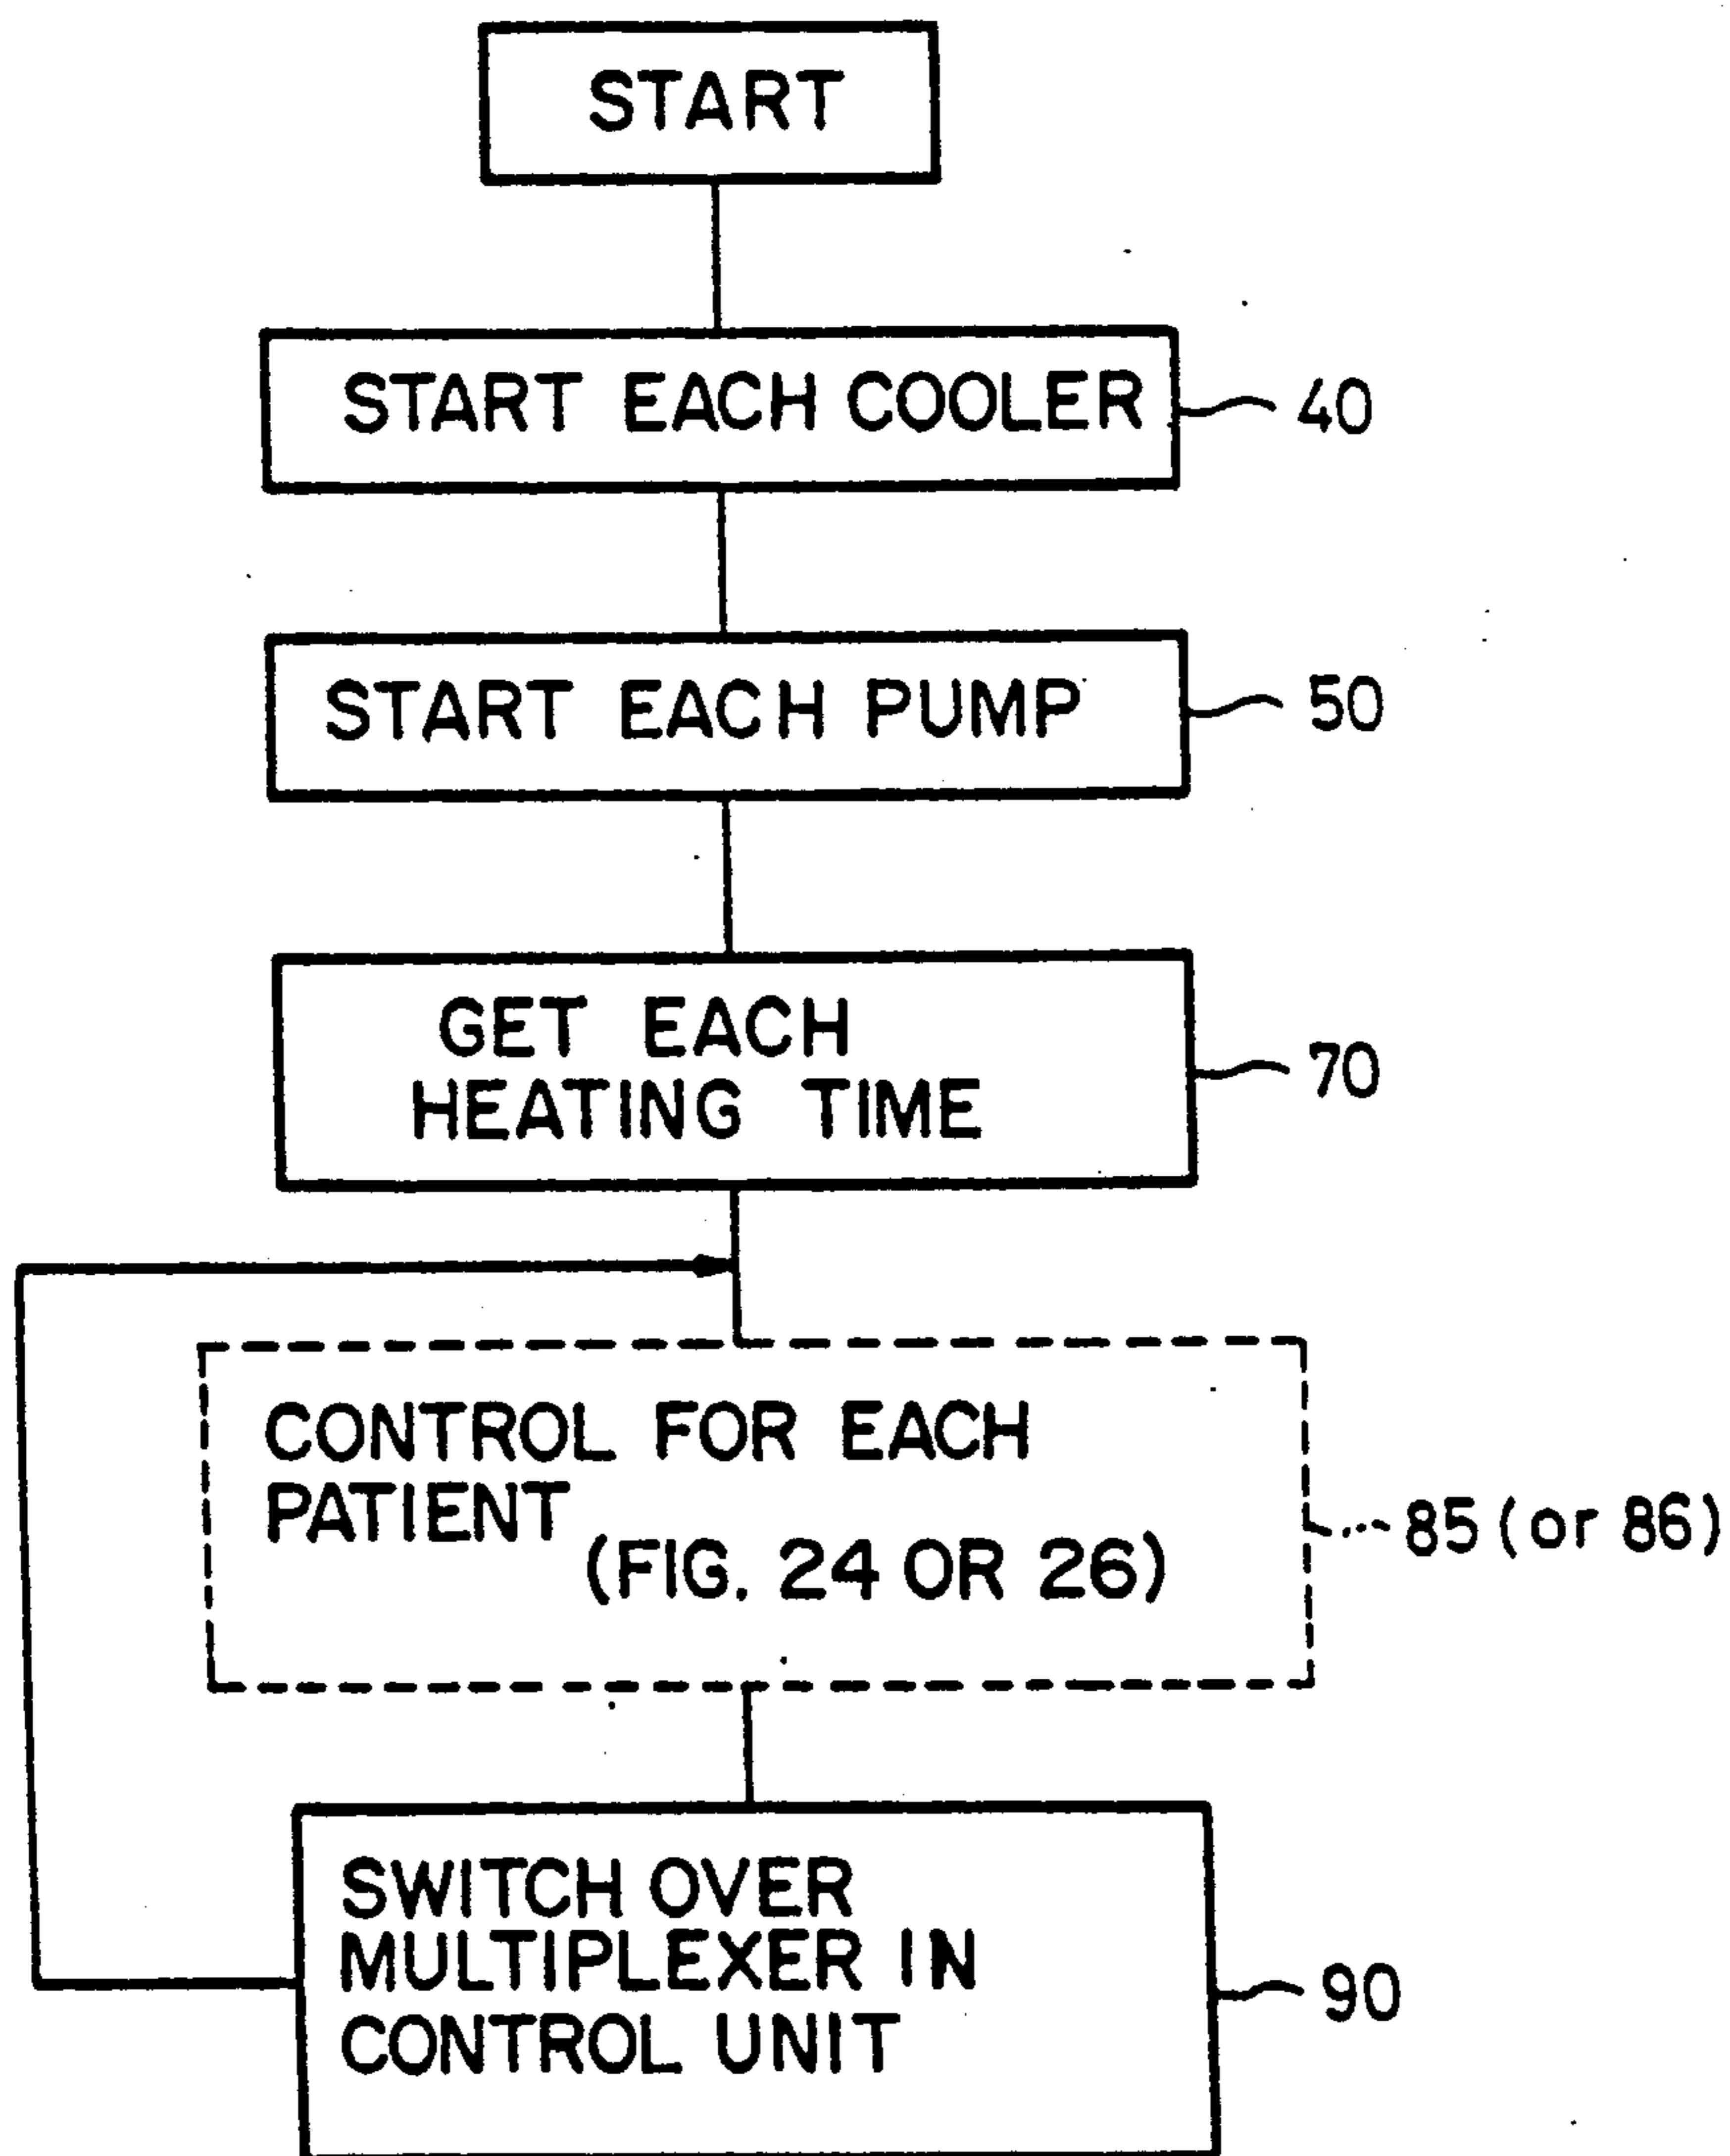 START
START EACH COOLER
40
START EACH PUMP
50
GET EACH
HEATING TIME
70
CONTROL FOR EACH
PATIENT
(FIG. 24 OR 26)
85 (or 86)
SWITCH OVER
MULTIPLEXER IN
CONTROL UNIT
90